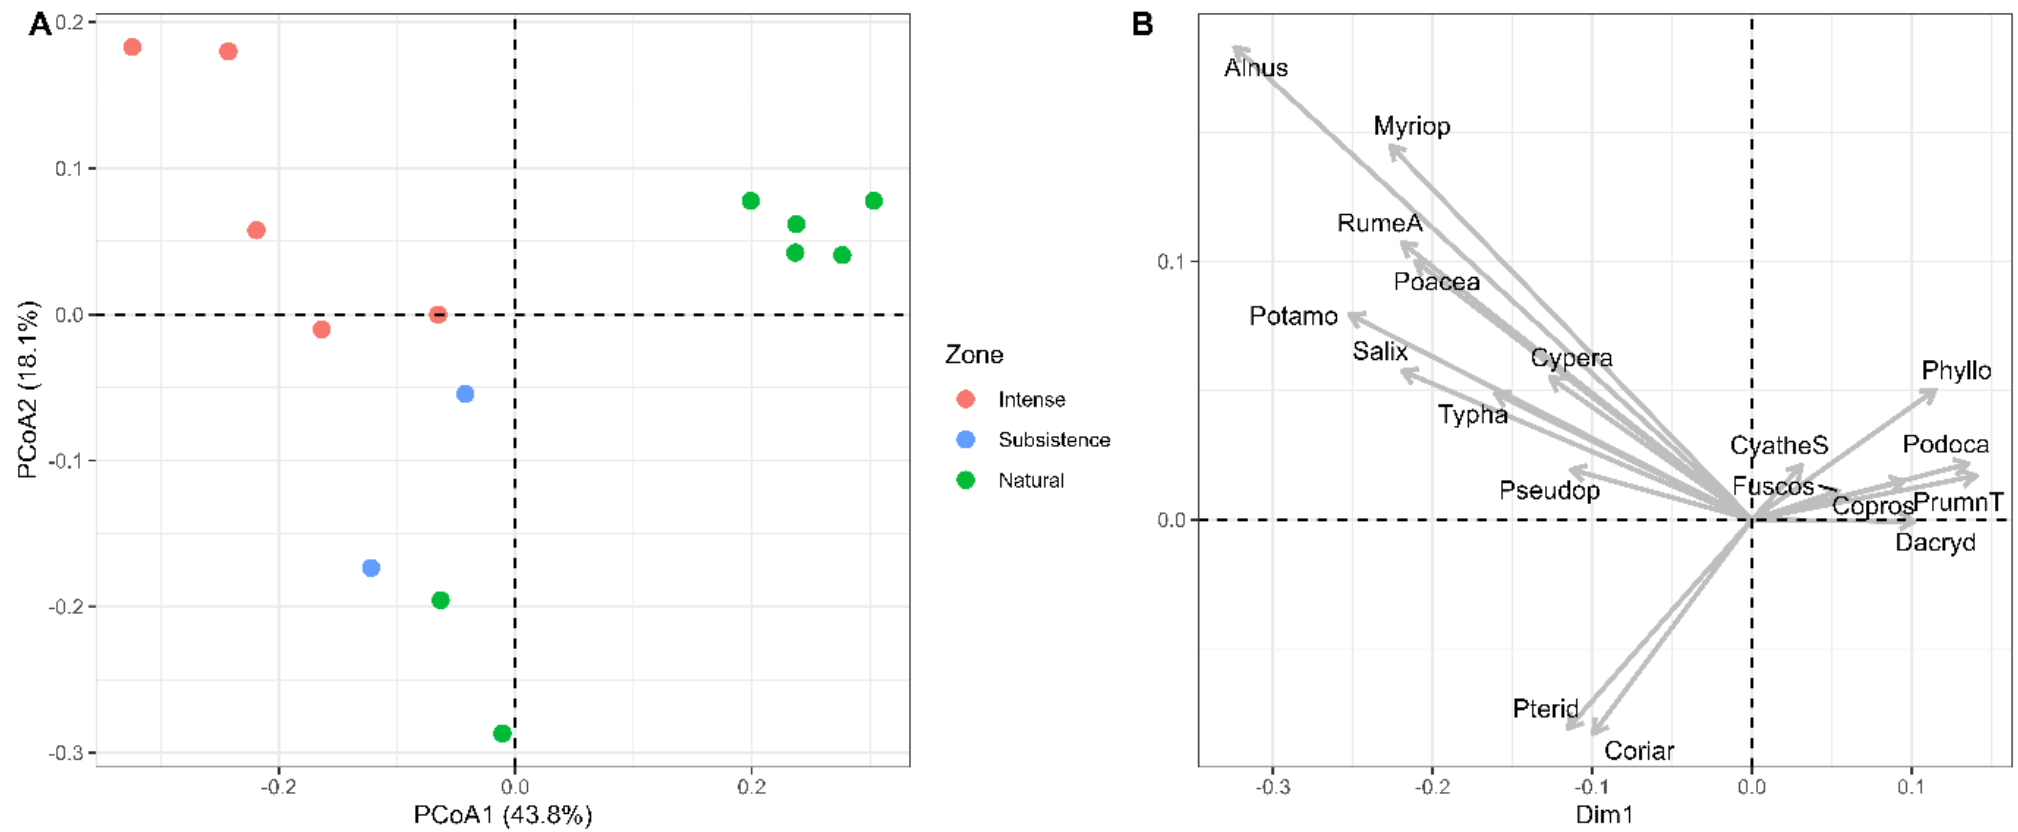 A
0.2
0.1
0.0
-0.1
-0.2
-0.3
PCoA2 (18.1%)
-0.2
0.0
0.2
PCoA1 (43.8%)
Zone
Intense
Subsistence
Natural
B
0.1
0.0
Alnus
Myriop
RumeA
Poacea
Potamo
Salix
Cypera
Typha
Pseudop
Phyllo
CyatheS
Podoca
Fuscos
Copros
PrumnT
Dacryd
Pterid
Coriar
-0.3
-0.2
-0.1
0.0
0.1
Dim1